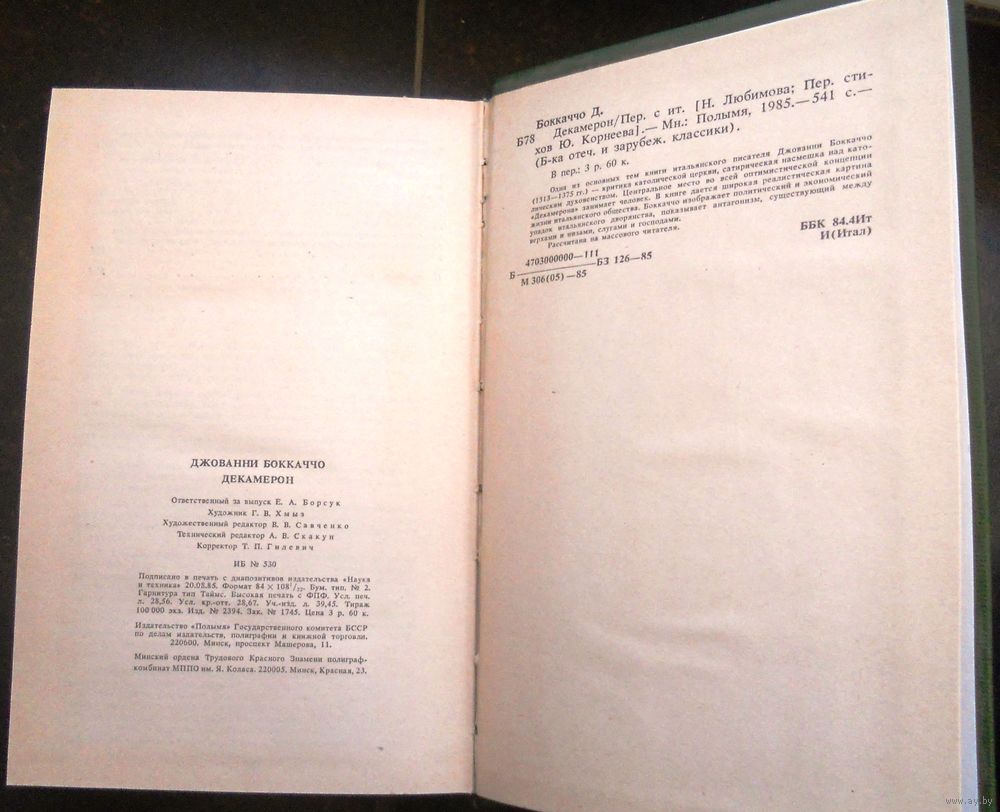 ДЖОВАННИ БОККАЧЧО
ДЕКАМЕРОН
Ответственный за выпуск Е. А. Борсук
Художник Г. В. Хмыз
Художественный редактор В. В. Савченко
Технический редактор А. В. Скакун
Корректор Т. П. Гилевич
ИБ № 530
Подписано в печать с диапозитивов издательства «Наука
и техника» 20.08.85. Формат 84 × 108¹/₃₂. Бум. тип. № 2.
Гарнитура тип Таймс. Высокая печать с ФПФ. Усл. печ.
л. 28,56. Усл. кр.-отт. 28,67. Уч.-изд. л. 39,45. Тираж
100 000 экз. Изд. № 2394. Зак. № 1745. Цена 3 р. 60 к.
Издательство «Полымя» Государственного комитета БССР
по делам издательств, полиграфии и книжной торговли.
220600. Минск, проспект Машерова, 11.
Минский ордена Трудового Красного Знамени полиграф-
комбинат МППО им. Я. Коласа. 220005. Минск, Красная, 23.
Боккаччо Д.
Б78 Декамерон/Пер. с ит. [Н. Любимова; Пер. сти-
хов Ю. Корнеева].— Мн.: Полымя, 1985.— 541 с.—
(Б-ка отеч. и зарубеж. классики).
В пер.: 3 р. 60 к.
Одна из основных тем книги итальянского писателя Джованни Боккаччо
(1313—1375 гг.) — критика католической церкви, сатирическая насмешка над като-
лическим духовенством. Центральное место во всей оптимистической концепции
«Декамерона» занимает человек. В книге дается широкая реалистическая картина
жизни итальянского общества. Боккаччо изображает политический и экономический
упадок итальянского дворянства, показывает антагонизм, существующий между
верхами и низами, слугами и господами.
Рассчитана на массового читателя.
4703000000—111
Б БЗ 126—85
М 306(05)—85
ББК 84.4Ит
И(Итал)
www.ay.by